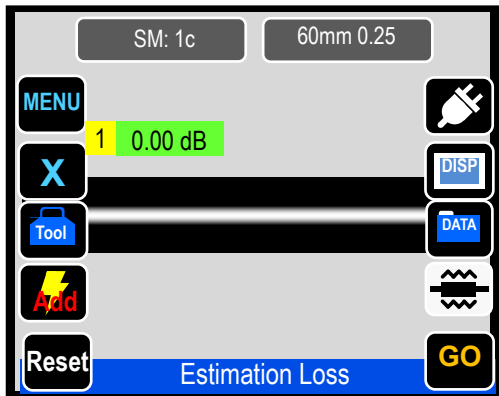 SM: 1c
60mm 0.25
MENU
1 0.00 dB
X
DISP
Tool
DATA
Add
Reset
Estimation Loss
GO